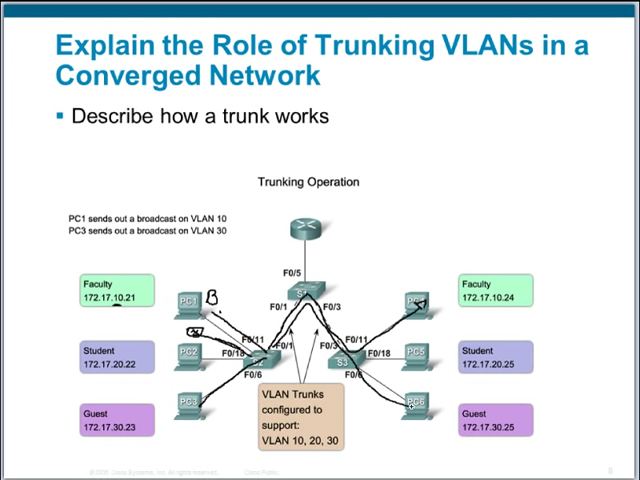 Explain the Role of Trunking VLANs in a
Converged Network
Describe how a trunk works
Trunking Operation
PC1 sends out a broadcast on VLAN 10
PC3 sends out a broadcast on VLAN 30
F0/5
Faculty
172.17.10.21
PC1
B
S1
F0/1
F0/3
Faculty
172.17.10.24
Student
172.17.20.22
PC2
F0/11
F0/18
F0/1
S2
F0/6
F0/3
F0/11
F0/18
S3
F0/6
PC5
Student
172.17.20.25
Guest
172.17.30.23
PC3
VLAN Trunks
configured to
support:
VLAN 10, 20, 30
PC6
Guest
172.17.30.25
Cisco Public
8